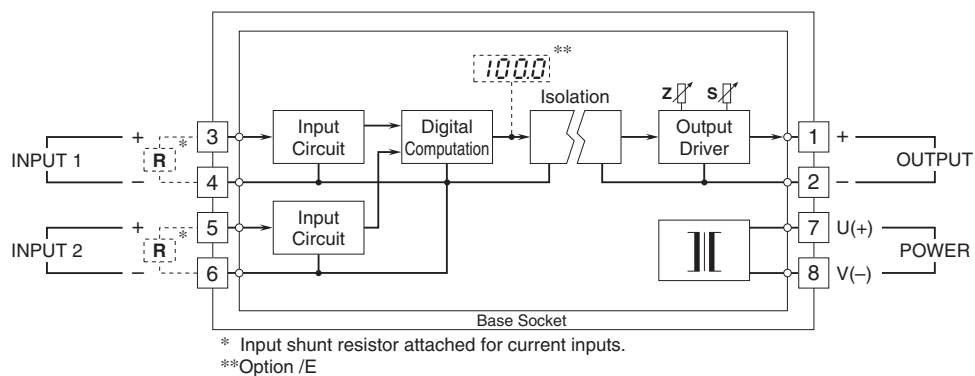 100.0 **
Isolation
Z S
INPUT 1
+ R * 3
− 4
Input Circuit
Digital Computation
Output Driver
1 +
2 −
OUTPUT
INPUT 2
+ R * 5
− 6
Input Circuit
7 U(+)
8 V(−)
POWER
Base Socket
* Input shunt resistor attached for current inputs.
**Option /E